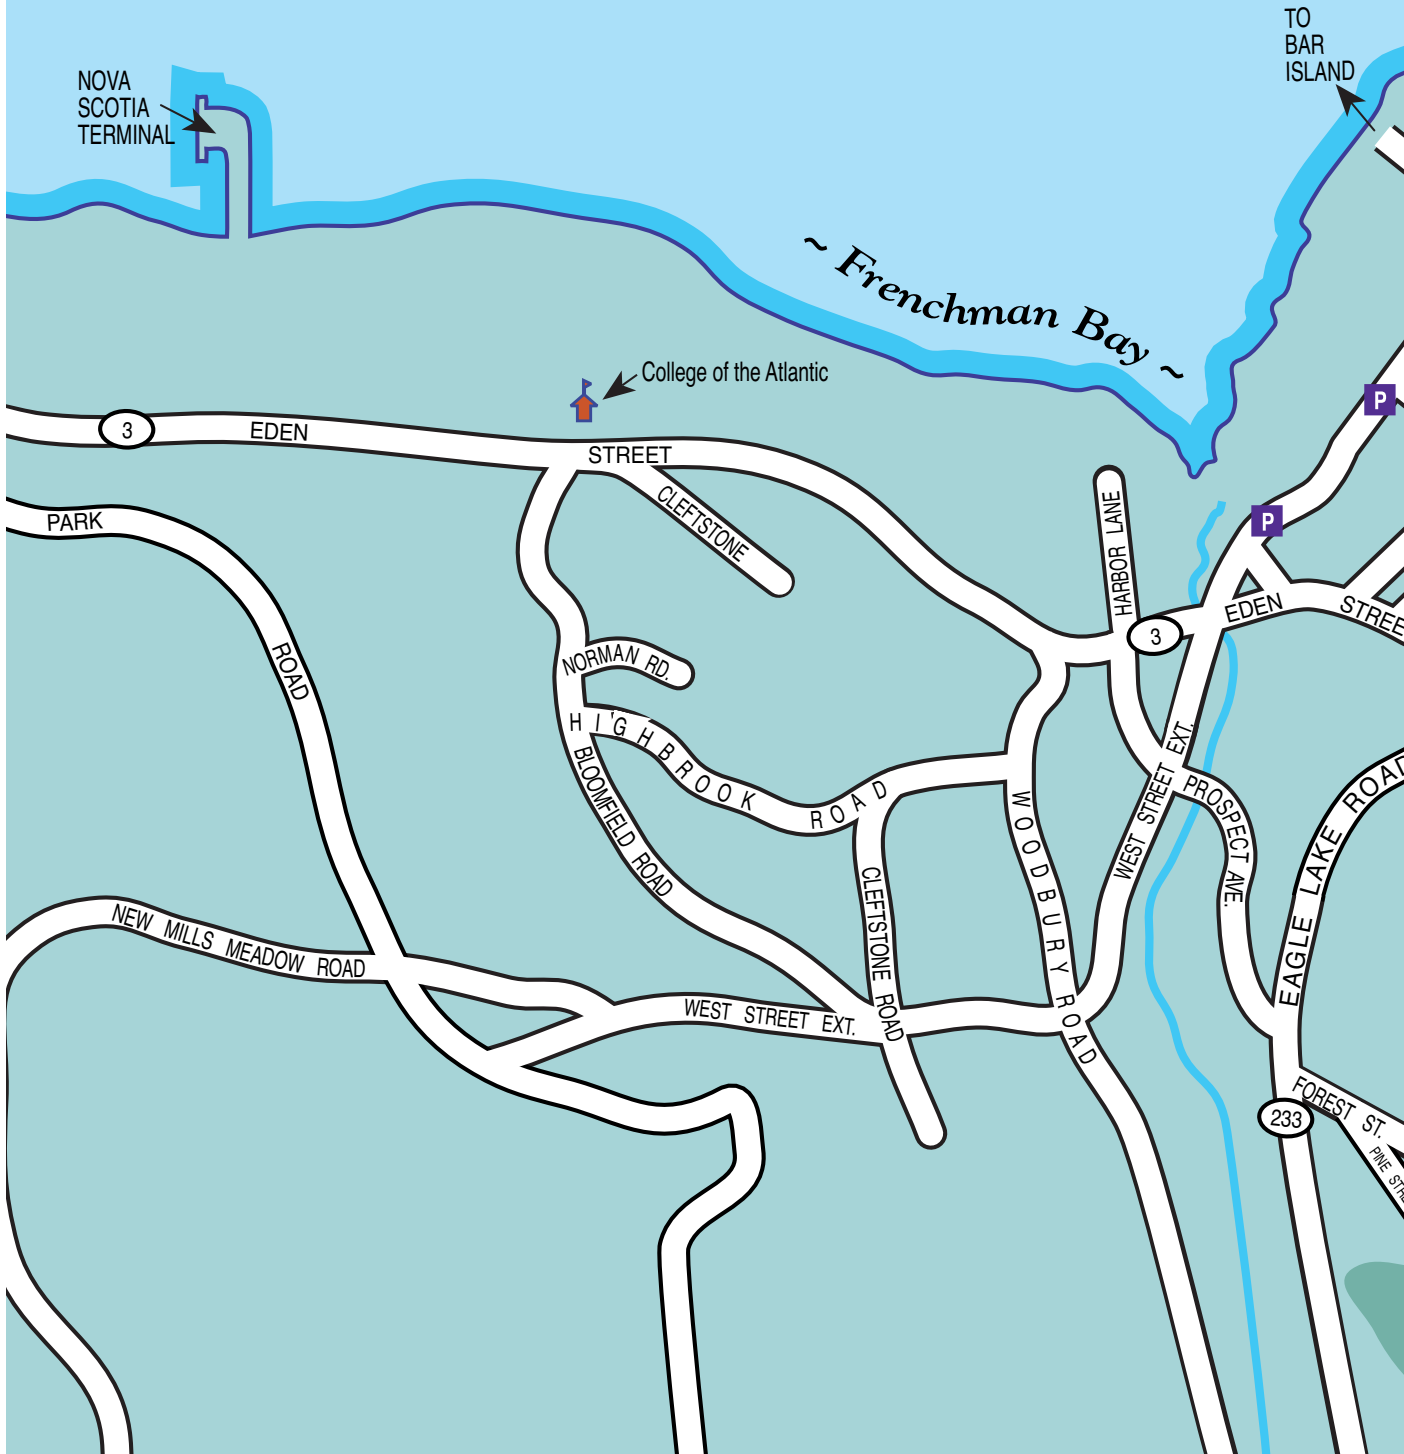 TO
BAR
ISLAND
NOVA
SCOTIA
TERMINAL
~ Frenchman Bay ~
College of the Atlantic
P
3
EDEN
STREET
CLEFTSTONE
PARK
ROAD
HARBOR LANE
P
EDEN
STREE
3
NORMAN RD.
HIGHBROOK ROAD
BLOOMFIELD ROAD
WOODBURY ROAD
WEST STREET EXT.
PROSPECT AVE.
EAGLE LAKE ROAD
CLEFTSTONE ROAD
NEW MILLS MEADOW ROAD
WEST STREET EXT.
FOREST ST.
233
PINE STRE